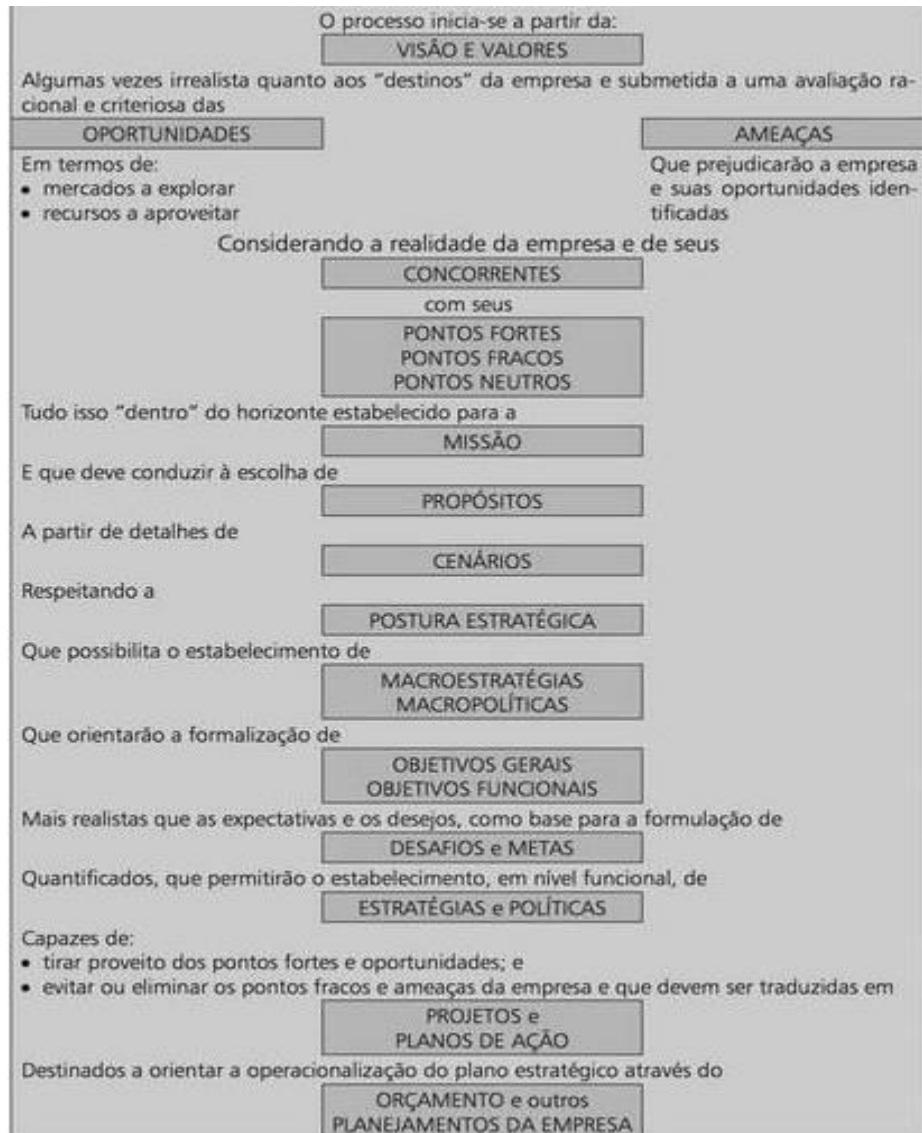 O processo inicia-se a partir da:
VISÃO E VALORES
Algumas vezes irrealista quanto aos "destinos" da empresa e submetida a uma avaliação ra-
cional e criteriosa das
OPORTUNIDADES
AMEAÇAS
Em termos de:
• mercados a explorar
• recursos a aproveitar
Que prejudicarão a empresa
e suas oportunidades iden-
tificadas
Considerando a realidade da empresa e de seus
CONCORRENTES
com seus
PONTOS FORTES
PONTOS FRACOS
PONTOS NEUTROS
Tudo isso "dentro" do horizonte estabelecido para a
MISSÃO
E que deve conduzir à escolha de
PROPÓSITOS
A partir de detalhes de
CENÁRIOS
Respeitando a
POSTURA ESTRATÉGICA
Que possibilita o estabelecimento de
MACROESTRATÉGIAS
MACROPOLÍTICAS
Que orientarão a formalização de
OBJETIVOS GERAIS
OBJETIVOS FUNCIONAIS
Mais realistas que as expectativas e os desejos, como base para a formulação de
DESAFIOS e METAS
Quantificados, que permitirão o estabelecimento, em nível funcional, de
ESTRATÉGIAS e POLÍTICAS
Capazes de:
• tirar proveito dos pontos fortes e oportunidades; e
• evitar ou eliminar os pontos fracos e ameaças da empresa e que devem ser traduzidas em
PROJETOS e
PLANOS DE AÇÃO
Destinados a orientar a operacionalização do plano estratégico através do
ORÇAMENTO e outros
PLANEJAMENTOS DA EMPRESA